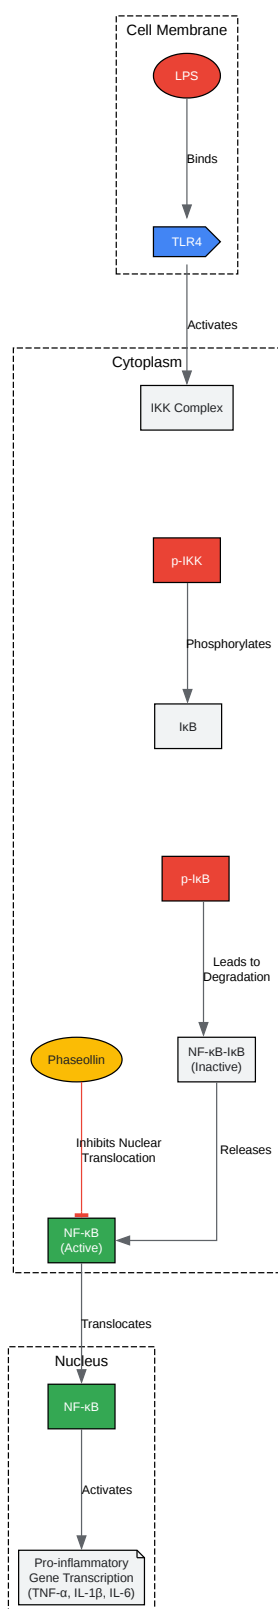 Cell Membrane
LPS
Binds
TLR4
Activates
Cytoplasm
IKK Complex
p-IKK
Phosphorylates
IκB
p-IκB
Leads to
Degradation
Phaseollin
NF-κB-IκB
(Inactive)
Inhibits Nuclear
Translocation
Releases
NF-κB
(Active)
Translocates
Nucleus
NF-κB
Activates
Pro-inflammatory
Gene Transcription
(TNF-α, IL-1β, IL-6)